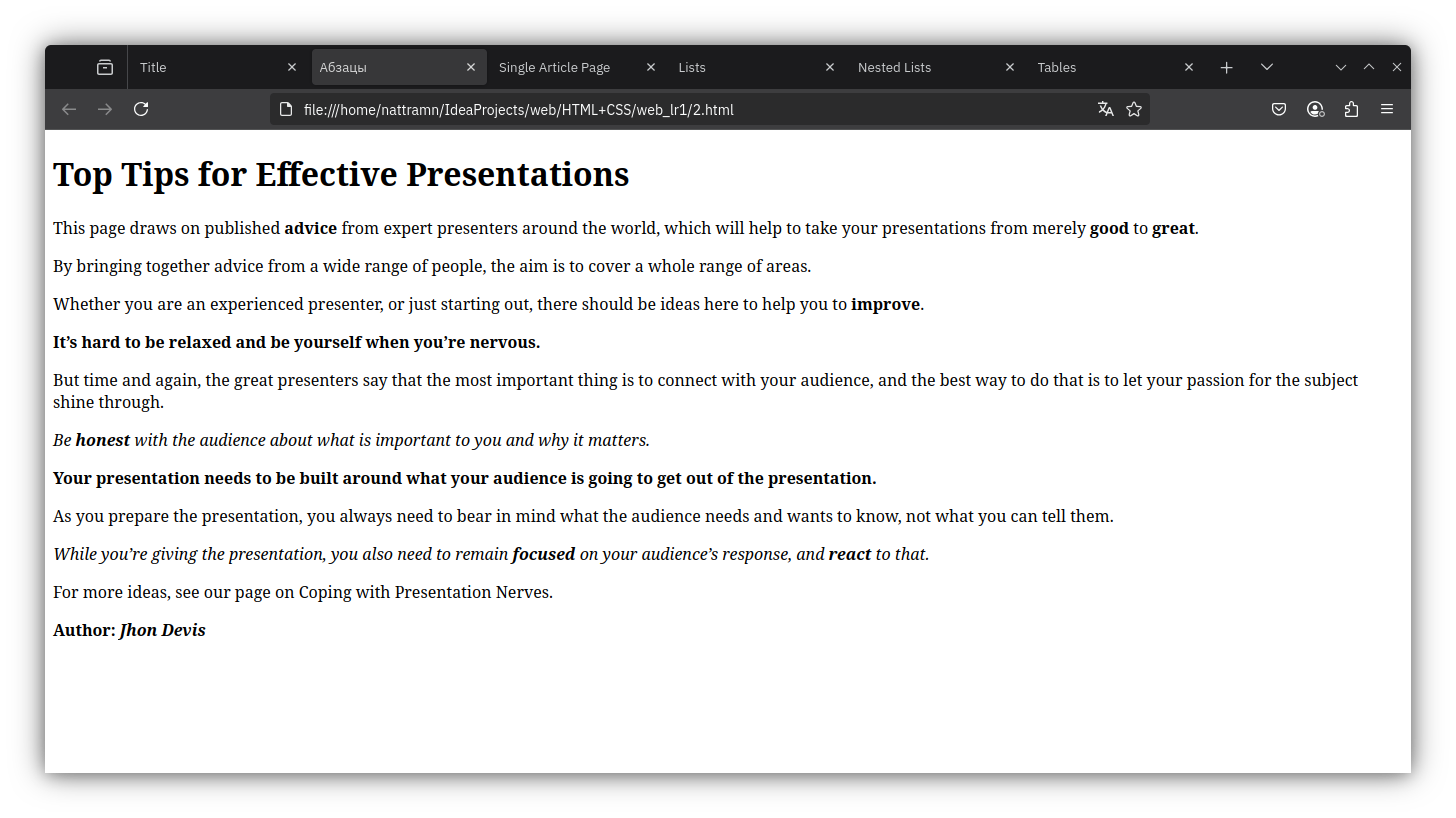 Title
Абзацы
Single Article Page
Lists
Nested Lists
Tables
file:///home/nattramn/IdeaProjects/web/HTML+CSS/web_lr1/2.html
Top Tips for Effective Presentations
This page draws on published advice from expert presenters around the world, which will help to take your presentations from merely good to great.
By bringing together advice from a wide range of people, the aim is to cover a whole range of areas.
Whether you are an experienced presenter, or just starting out, there should be ideas here to help you to improve.
It’s hard to be relaxed and be yourself when you’re nervous.
But time and again, the great presenters say that the most important thing is to connect with your audience, and the best way to do that is to let your passion for the subject
shine through.
Be honest with the audience about what is important to you and why it matters.
Your presentation needs to be built around what your audience is going to get out of the presentation.
As you prepare the presentation, you always need to bear in mind what the audience needs and wants to know, not what you can tell them.
While you’re giving the presentation, you also need to remain focused on your audience’s response, and react to that.
For more ideas, see our page on Coping with Presentation Nerves.
Author: Jhon Devis